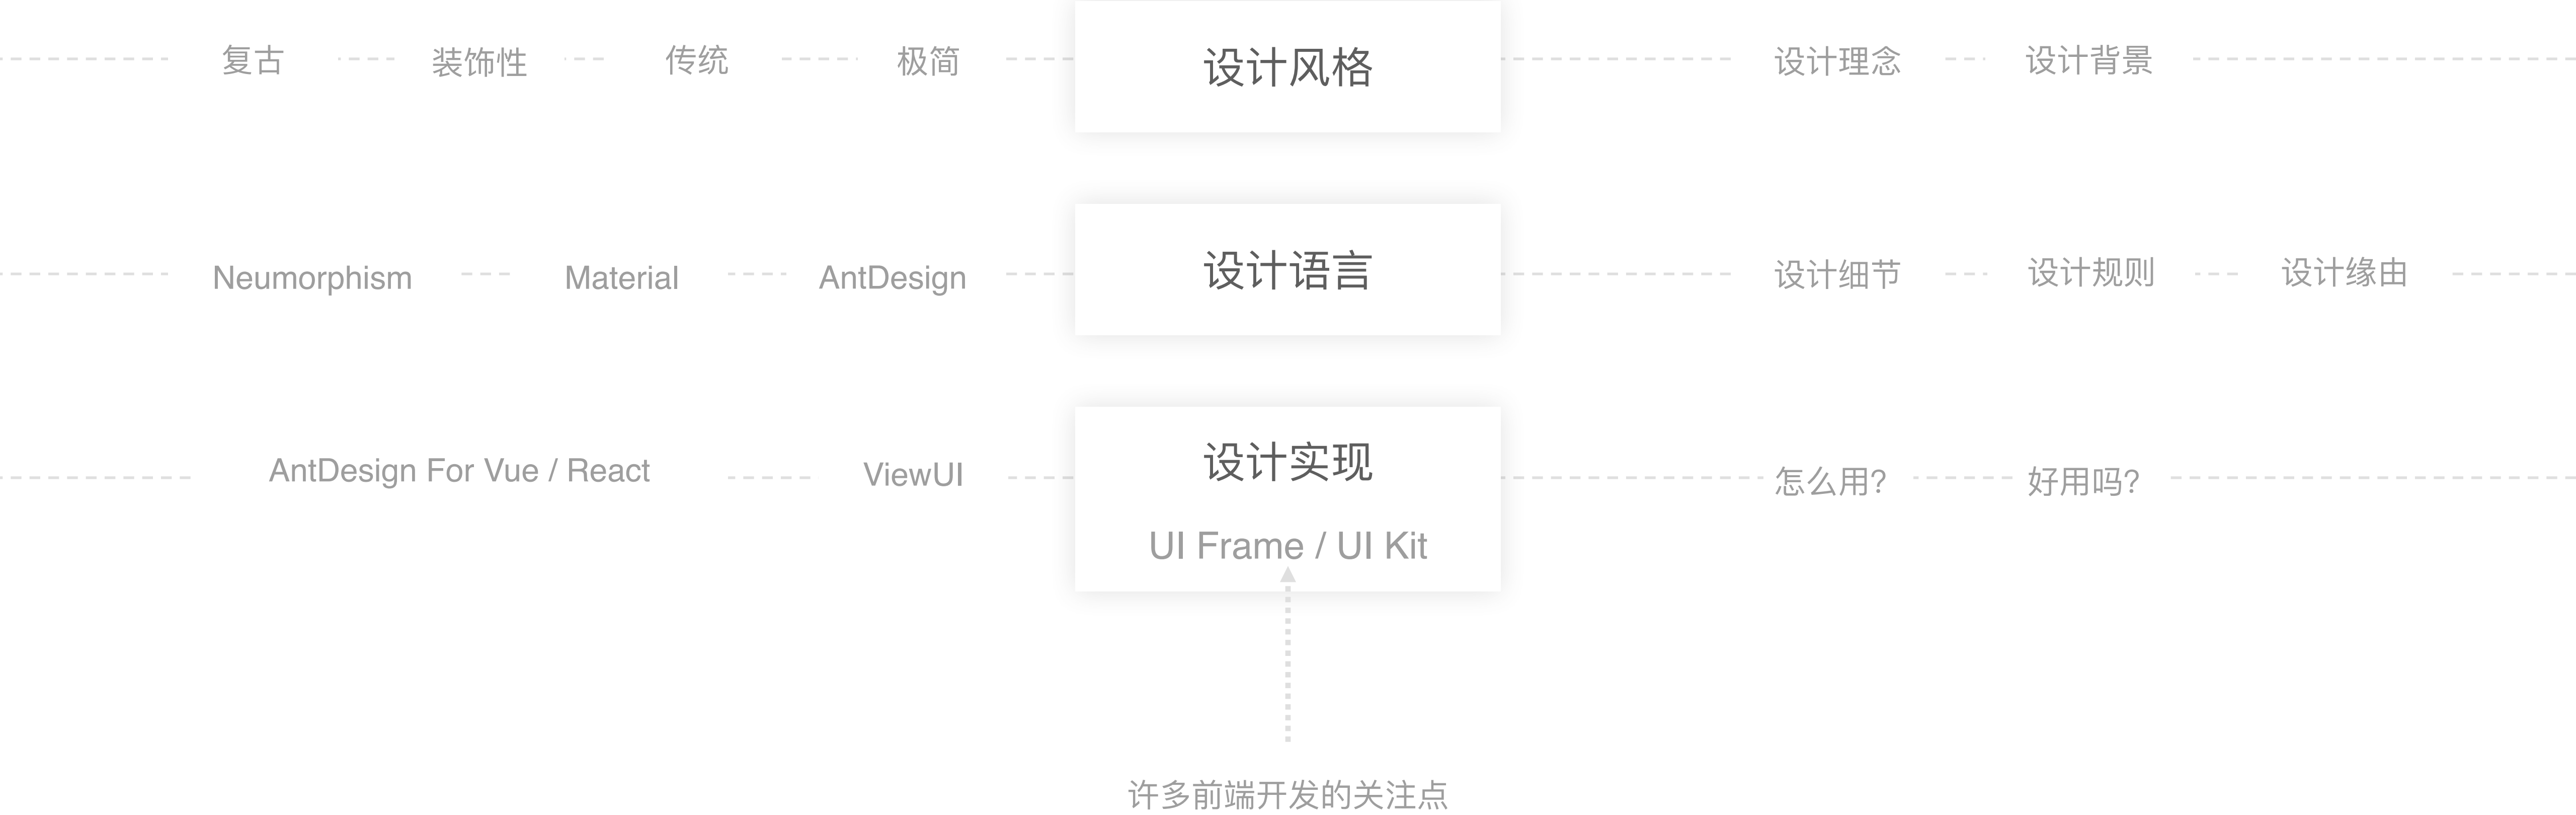 复古 装饰性 传统 极简 设计风格 设计理念 设计背景
Neumorphism Material AntDesign 设计语言 设计细节 设计规则 设计缘由
AntDesign For Vue / React ViewUI 设计实现 怎么用? 好用吗?
UI Frame / UI Kit
许多前端开发的关注点